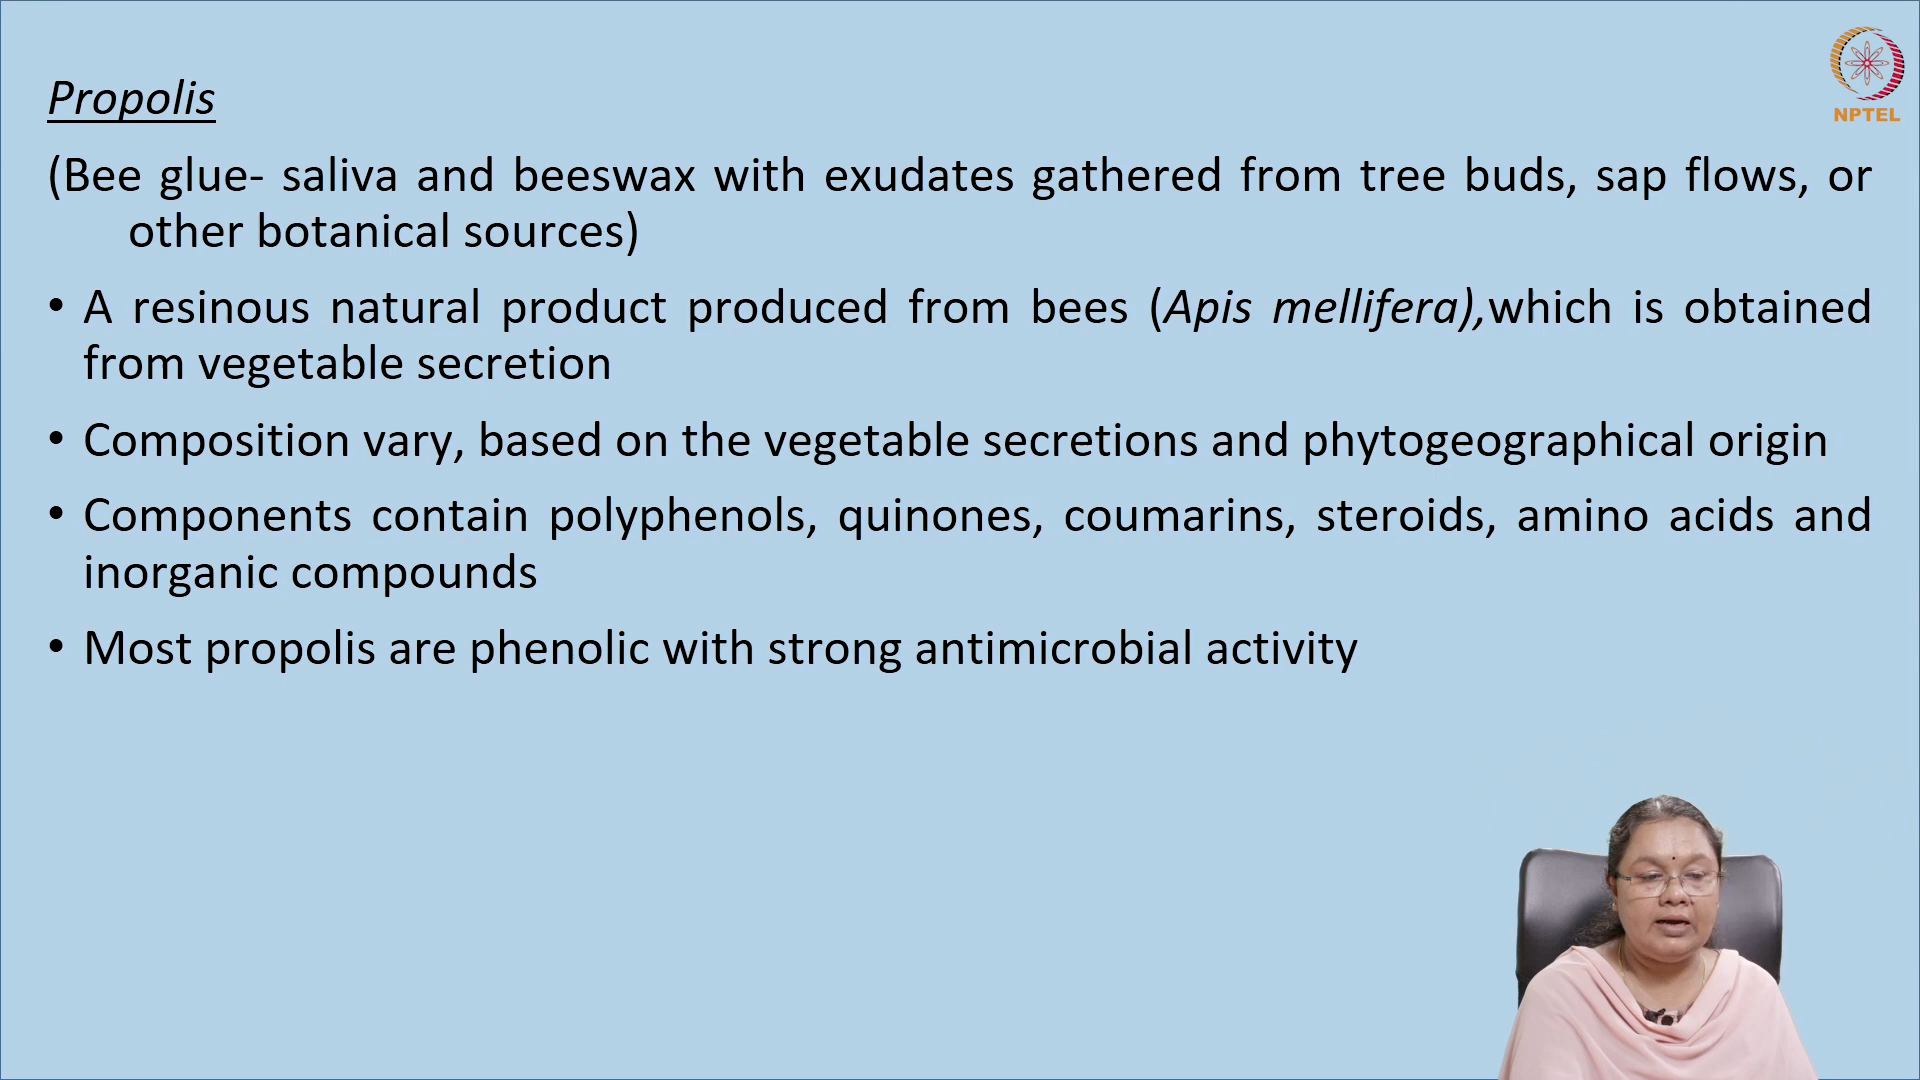 Propolis
NPTEL
(Bee glue- saliva and beeswax with exudates gathered from tree buds, sap flows, or
other botanical sources)
• A resinous natural product produced from bees (Apis mellifera),which is obtained
from vegetable secretion
• Composition vary, based on the vegetable secretions and phytogeographical origin
• Components contain polyphenols, quinones, coumarins, steroids, amino acids and
inorganic compounds
• Most propolis are phenolic with strong antimicrobial activity